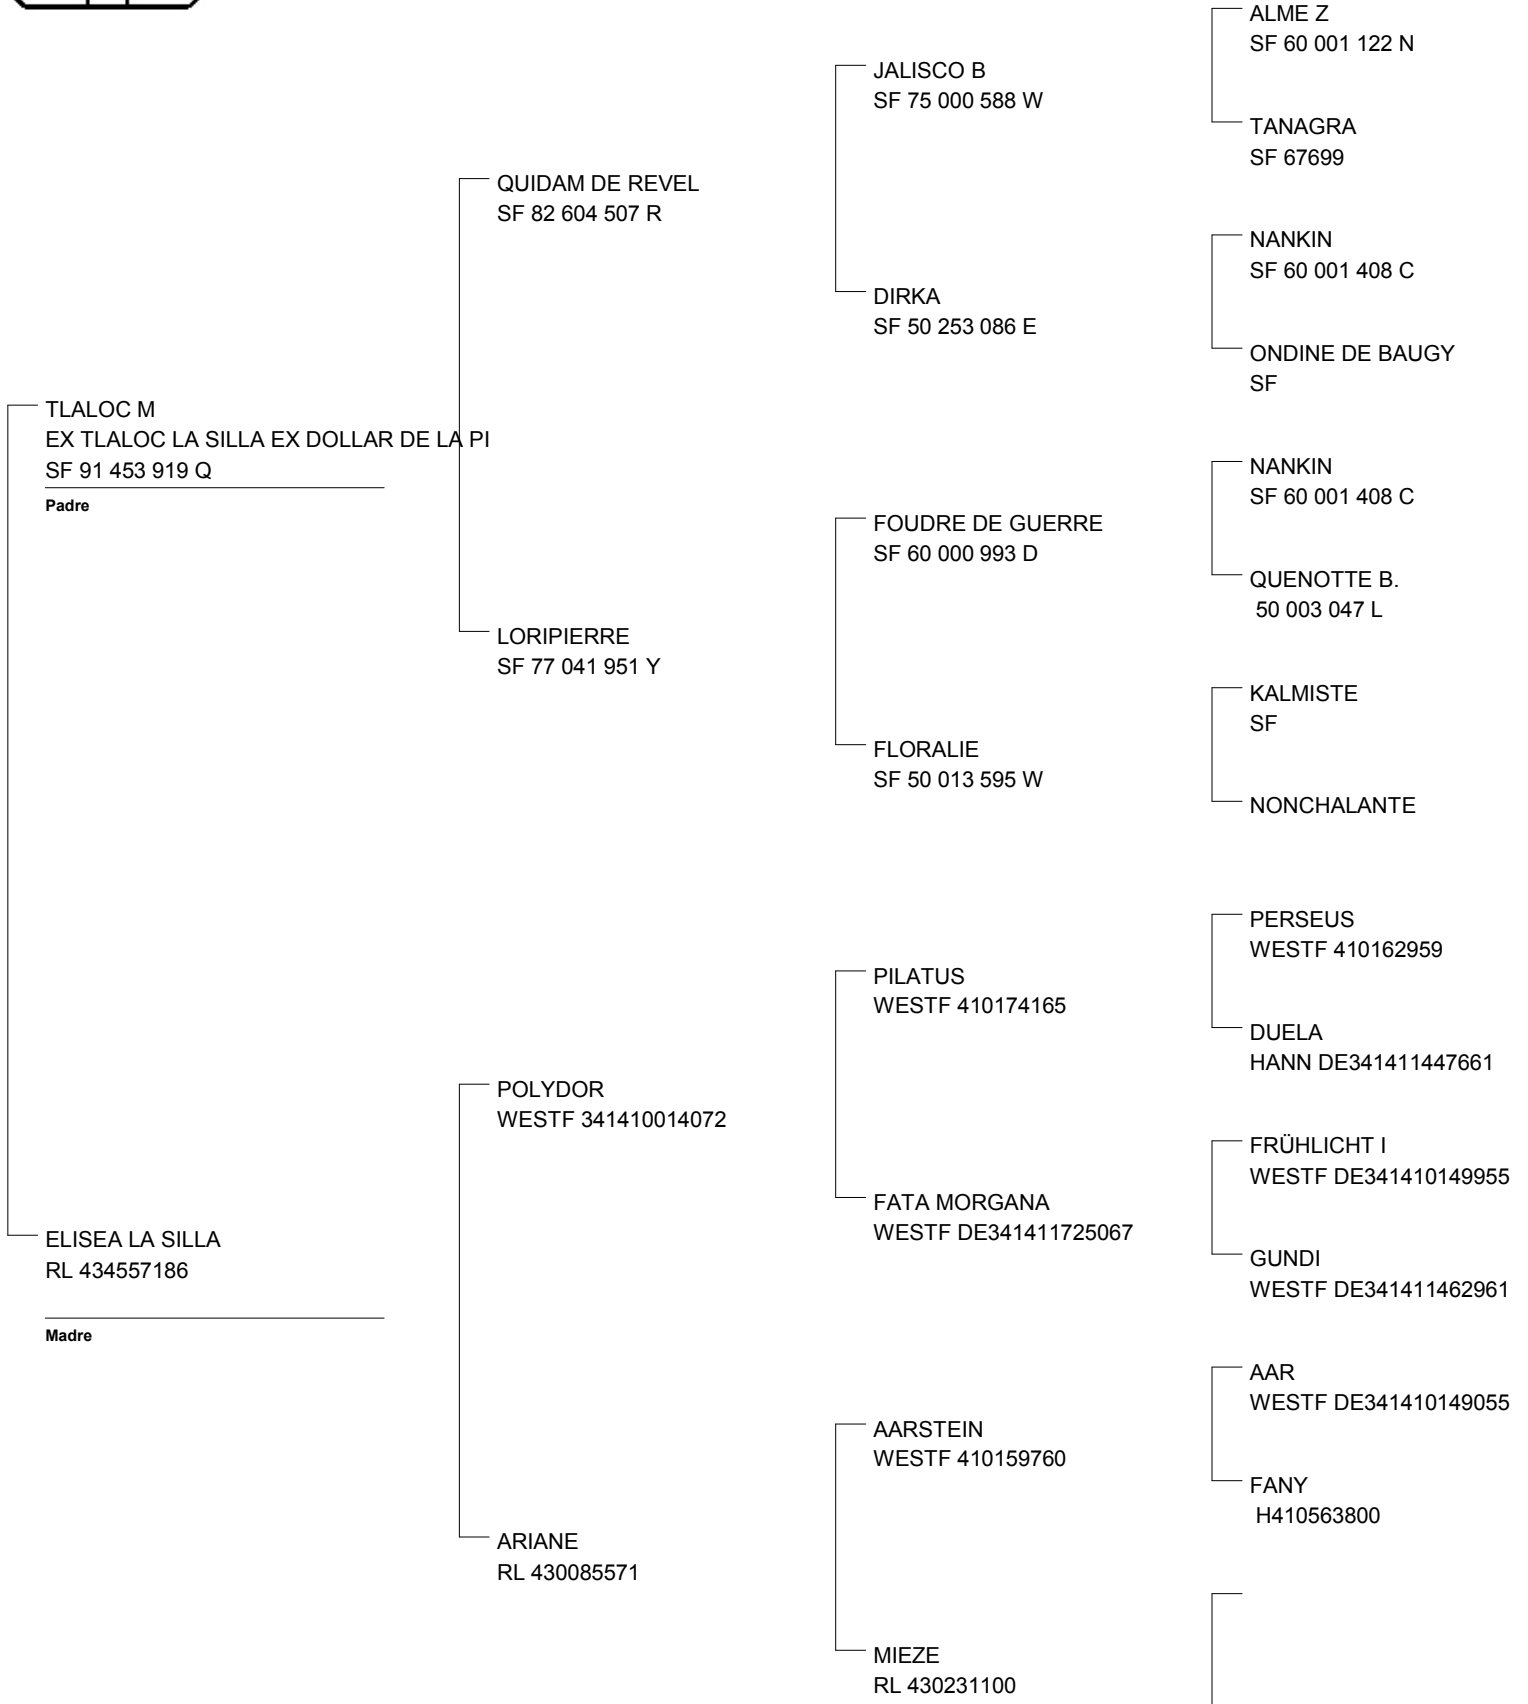 ALME Z
SF 60 001 122 N
JALISCO B
SF 75 000 588 W
TANAGRA
SF 67699
QUIDAM DE REVEL
SF 82 604 507 R
NANKIN
SF 60 001 408 C
DIRKA
SF 50 253 086 E
ONDINE DE BAUGY
SF
TLALOC M
EX TLALOC LA SILLA EX DOLLAR DE LA PI
SF 91 453 919 Q
Padre
NANKIN
SF 60 001 408 C
FOUDRE DE GUERRE
SF 60 000 993 D
QUENOTTE B.
50 003 047 L
LORIPIERRE
SF 77 041 951 Y
KALMISTE
SF
FLORALIE
SF 50 013 595 W
NONCHALANTE
PERSEUS
WESTF 410162959
PILATUS
WESTF 410174165
DUELA
HANN DE341411447661
POLYDOR
WESTF 341410014072
FRÜHLICHT I
WESTF DE341410149955
FATA MORGANA
WESTF DE341411725067
GUNDI
WESTF DE341411462961
ELISEA LA SILLA
RL 434557186
Madre
AAR
WESTF DE341410149055
AARSTEIN
WESTF 410159760
FANY
H410563800
ARIANE
RL 430085571
MIEZE
RL 430231100